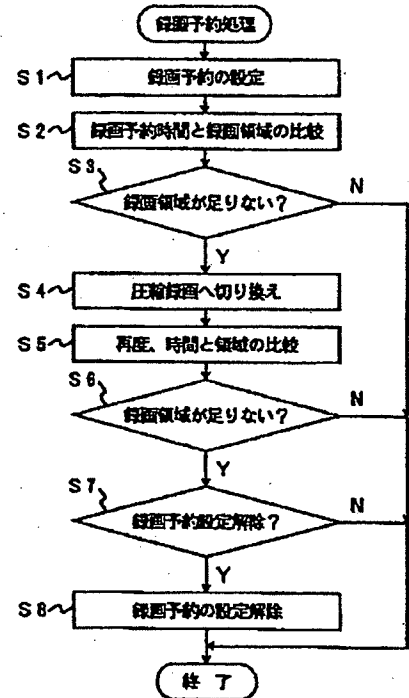 録画予約処理
S1
録画予約の設定
S2
録画予約時間と録画領域の比較
S3
録画領域が足りない?
N
Y
S4
圧縮録画へ切り換え
S5
再度、時間と領域の比較
S6
録画領域が足りない?
N
Y
S7
録画予約設定解除?
N
Y
S8
録画予約の設定解除
終了